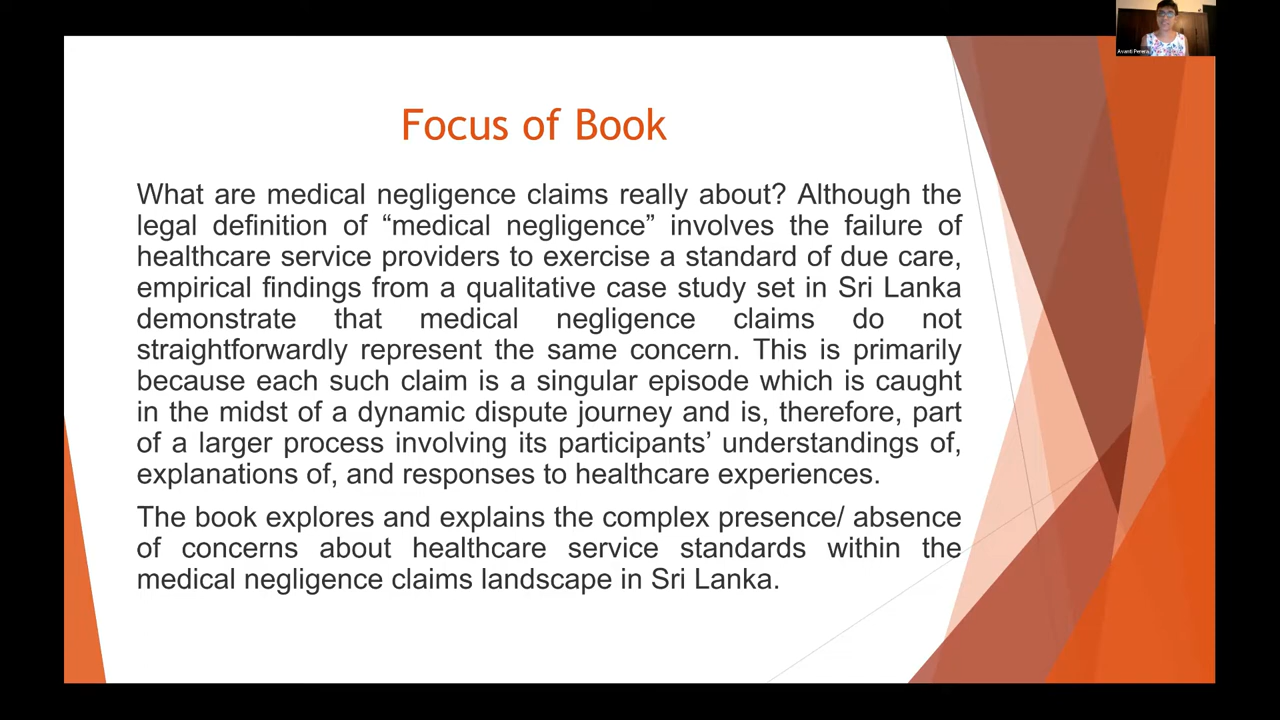 Avanti Perera
Focus of Book
What are medical negligence claims really about? Although the
legal definition of “medical negligence” involves the failure of
healthcare service providers to exercise a standard of due care,
empirical findings from a qualitative case study set in Sri Lanka
demonstrate that medical negligence claims do not
straightforwardly represent the same concern. This is primarily
because each such claim is a singular episode which is caught
in the midst of a dynamic dispute journey and is, therefore, part
of a larger process involving its participants’ understandings of,
explanations of, and responses to healthcare experiences.
The book explores and explains the complex presence/ absence
of concerns about healthcare service standards within the
medical negligence claims landscape in Sri Lanka.